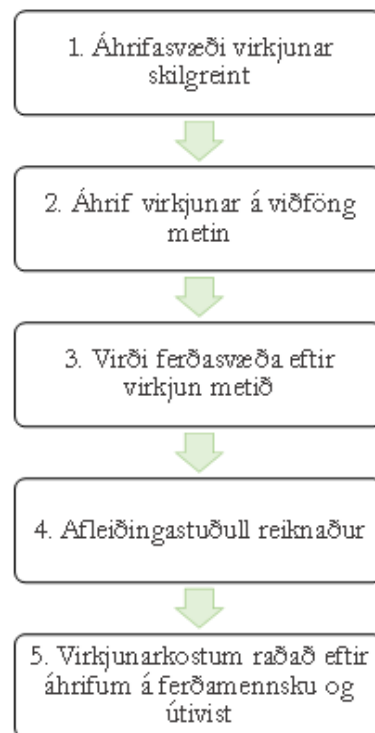 1. Áhrifasvæði virkjunar
skilgreint
2. Áhrif virkjunar á viðföng
metin
3. Virði ferðasvæða eftir
virkjun metið
4. Afleiðingastuðull reiknaður
5. Virkjunarkostum raðað eftir
áhrifum á ferðamennsku og
útivist